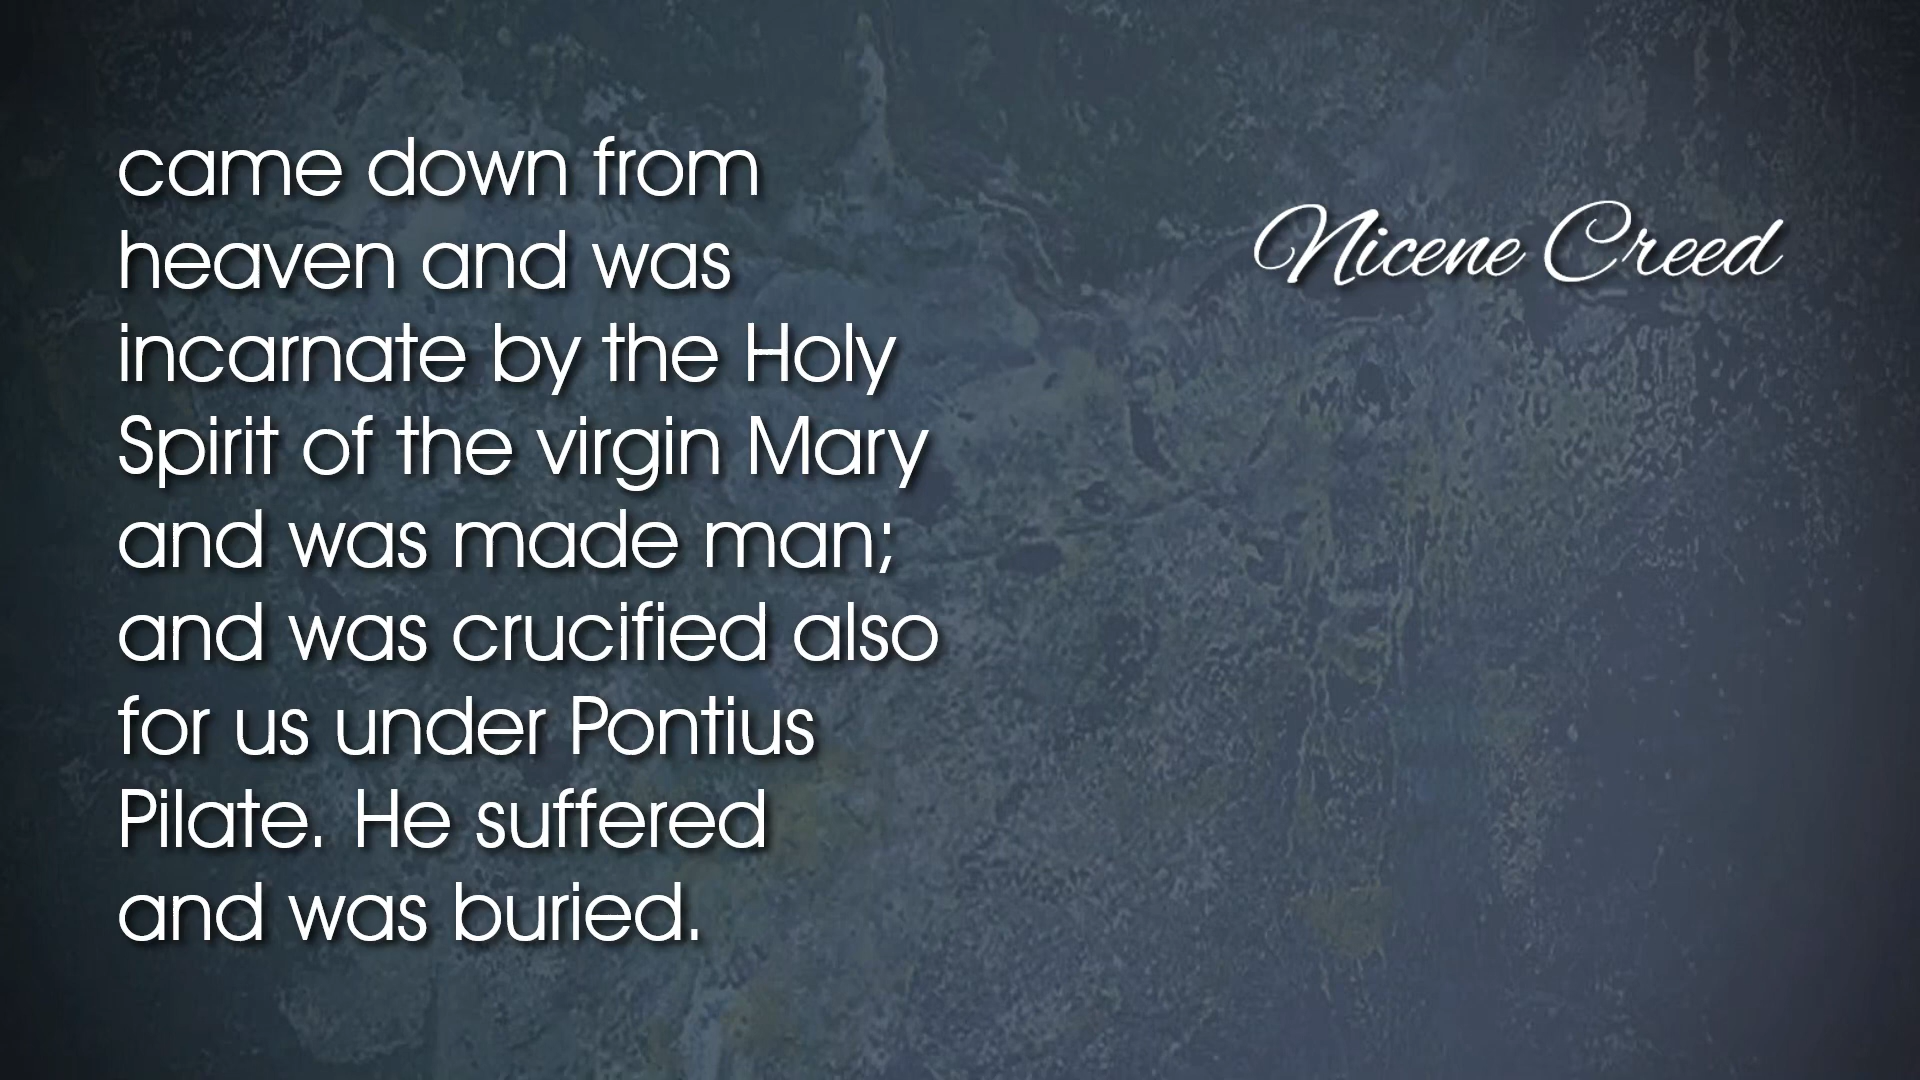 came down from
heaven and was
incarnate by the Holy
Spirit of the virgin Mary
and was made man;
and was crucified also
for us under Pontius
Pilate. He suffered
and was buried.
Nicene Creed